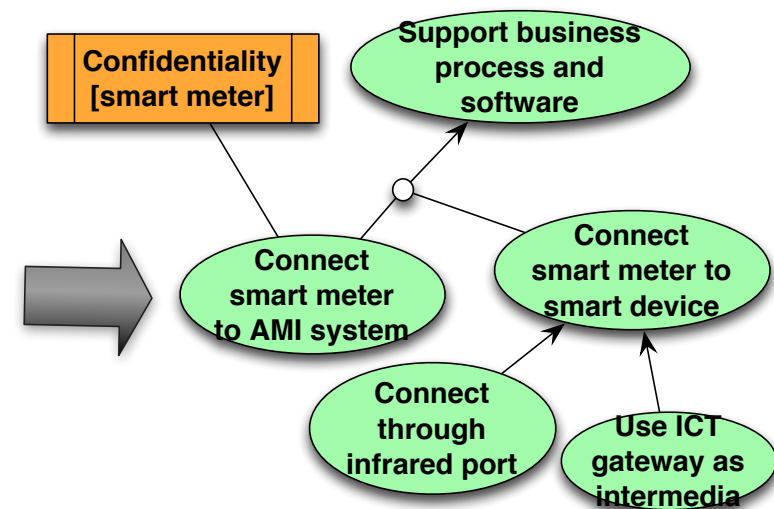 Confidentiality
[smart meter]
Support business
process and
software
Connect
smart meter
to AMI system
Connect
smart meter to
smart device
Connect
through
infrared port
Use ICT
gateway as
intermedia